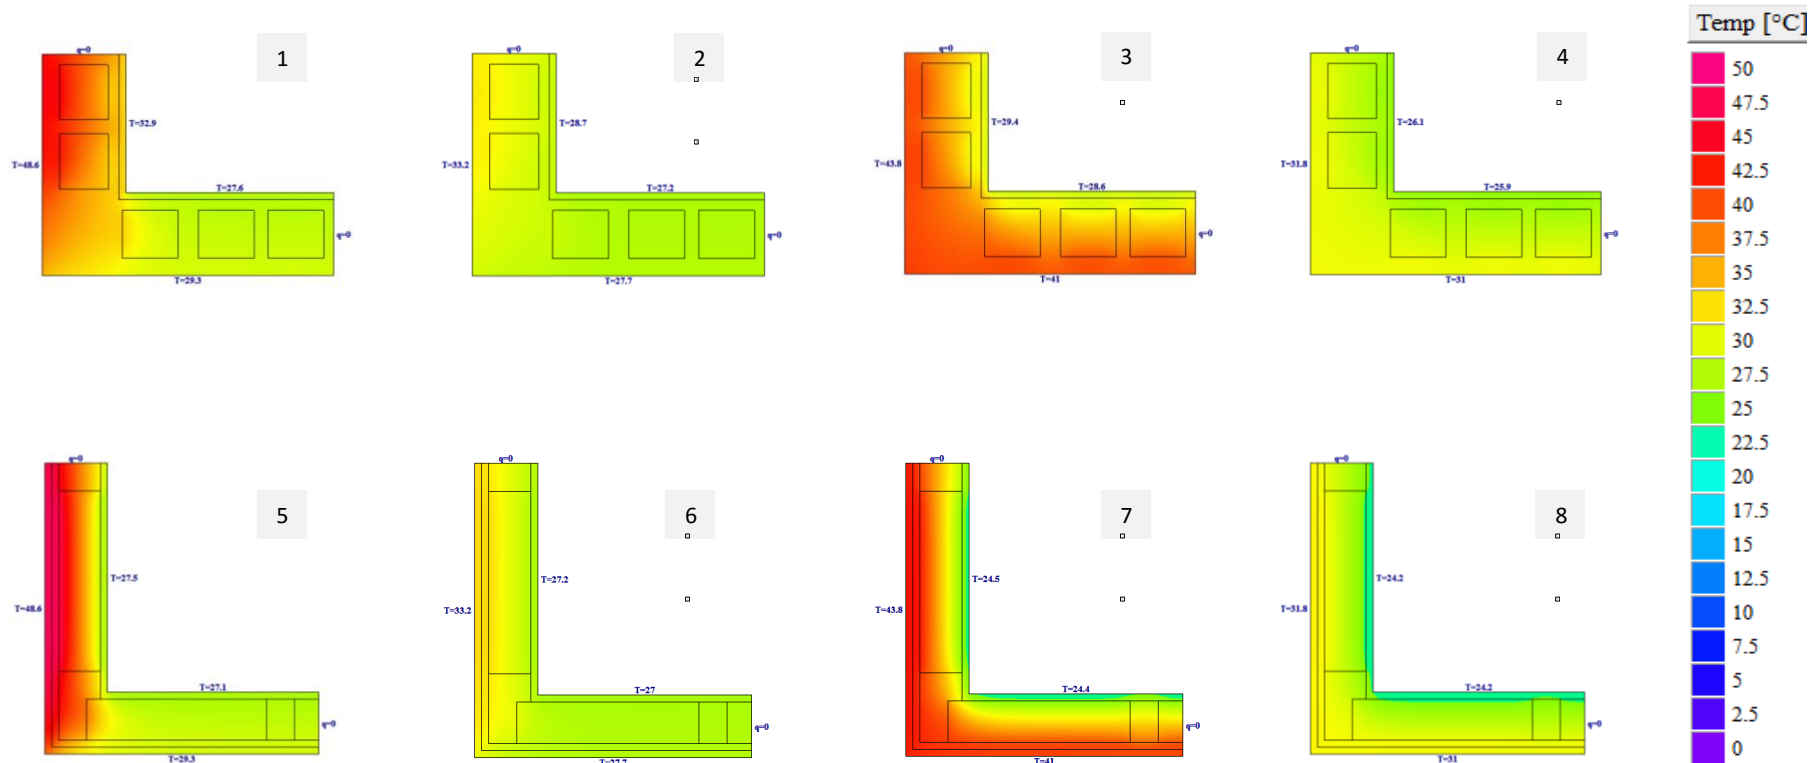 Temp [°C]
q=0
1
T=32.9
T=48.6
T=27.6
q=0
T=29.3
q=0
2
T=28.7
T=33.2
T=27.2
q=0
T=27.7
q=0
3
T=29.4
T=43.8
T=28.6
q=0
T=41
q=0
4
T=26.1
T=31.8
T=25.9
q=0
T=31
q=0
5
T=27.5
T=48.6
T=27.1
q=0
T=29.3
q=0
6
T=27.2
T=33.2
T=27
q=0
T=27.7
q=0
7
T=24.5
T=43.8
T=24.4
q=0
T=41
q=0
8
T=24.2
T=31.8
T=24.2
q=0
T=31
50
47.5
45
42.5
40
37.5
35
32.5
30
27.5
25
22.5
20
17.5
15
12.5
10
7.5
5
2.5
0